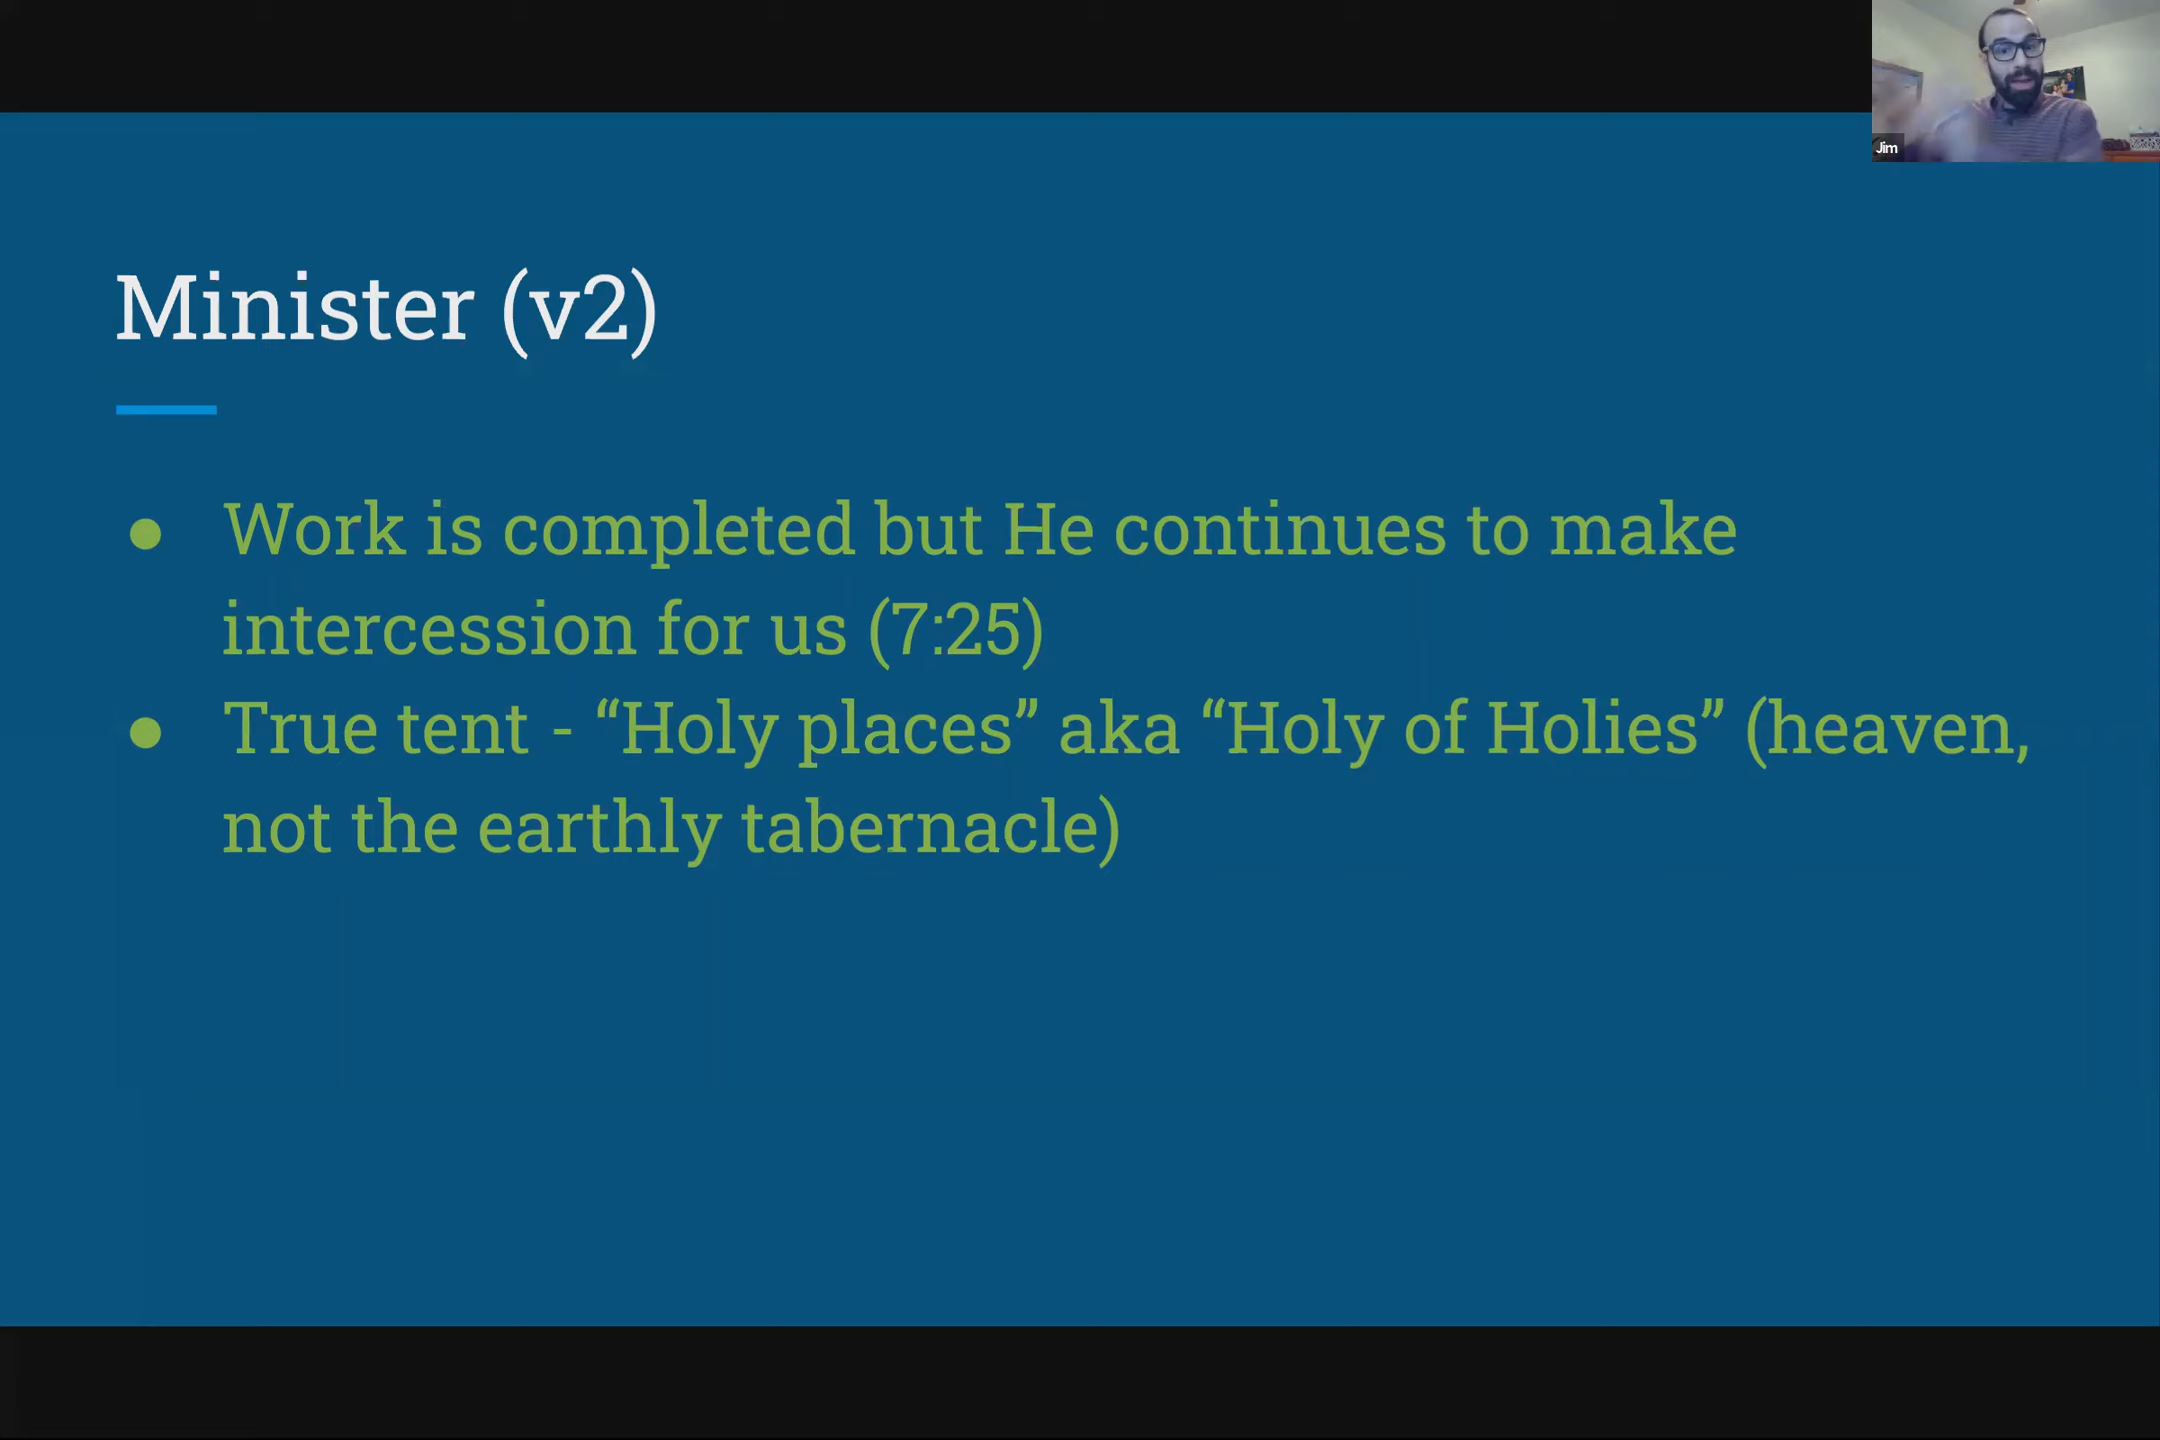 Jim
Minister (v2)
● Work is completed but He continues to make
intercession for us (7:25)
● True tent - “Holy places” aka “Holy of Holies” (heaven,
not the earthly tabernacle)